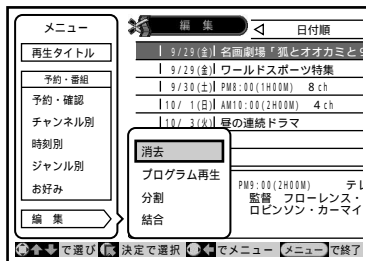 メニュー
編集
日付順
再生タイトル
予約・番組
予約・確認
チャンネル別
時刻別
ジャンル別
お好み
編集
9/29(金) 名画劇場「狐とオオカミと
9/29(金) ワールドスポーツ特集
9/30(土) PM8:00(1H00M) 8ch
10/ 1(日) AM10:00(2H00M) 4ch
10/ 3(火) 昼の連続ドラマ
消去
プログラム再生
分割
結合
PM9:00(2H00M) テレ
監督 フローレンス・
ロビンソン・カーマイ
で選び 決定で選択 でメニュー メニューで終了